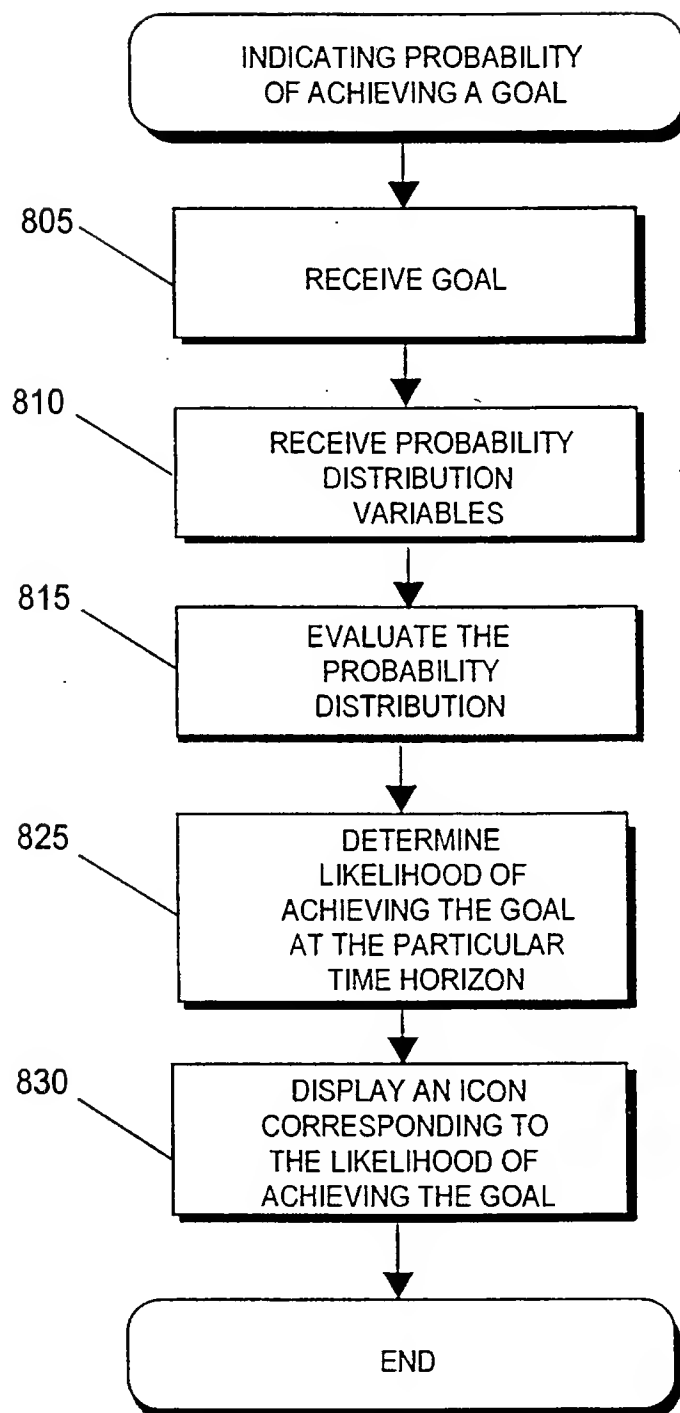 INDICATING PROBABILITY
OF ACHIEVING A GOAL
805
RECEIVE GOAL
810
RECEIVE PROBABILITY
DISTRIBUTION
VARIABLES
815
EVALUATE THE
PROBABILITY
DISTRIBUTION
825
DETERMINE
LIKELIHOOD OF
ACHIEVING THE GOAL
AT THE PARTICULAR
TIME HORIZON
830
DISPLAY AN ICON
CORRESPONDING TO
THE LIKELIHOOD OF
ACHIEVING THE GOAL
END